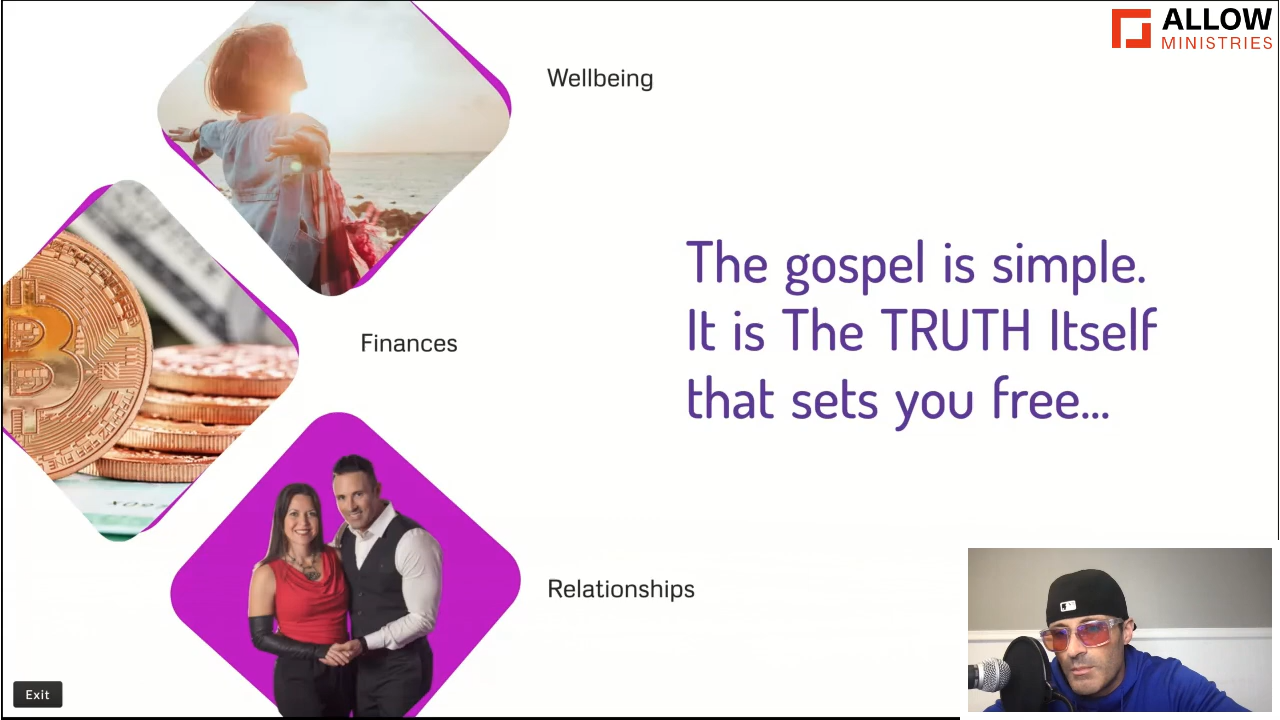 ALLOW
MINISTRIES
Wellbeing
Finances
The gospel is simple.
It is The TRUTH Itself
that sets you free...
Relationships
Exit